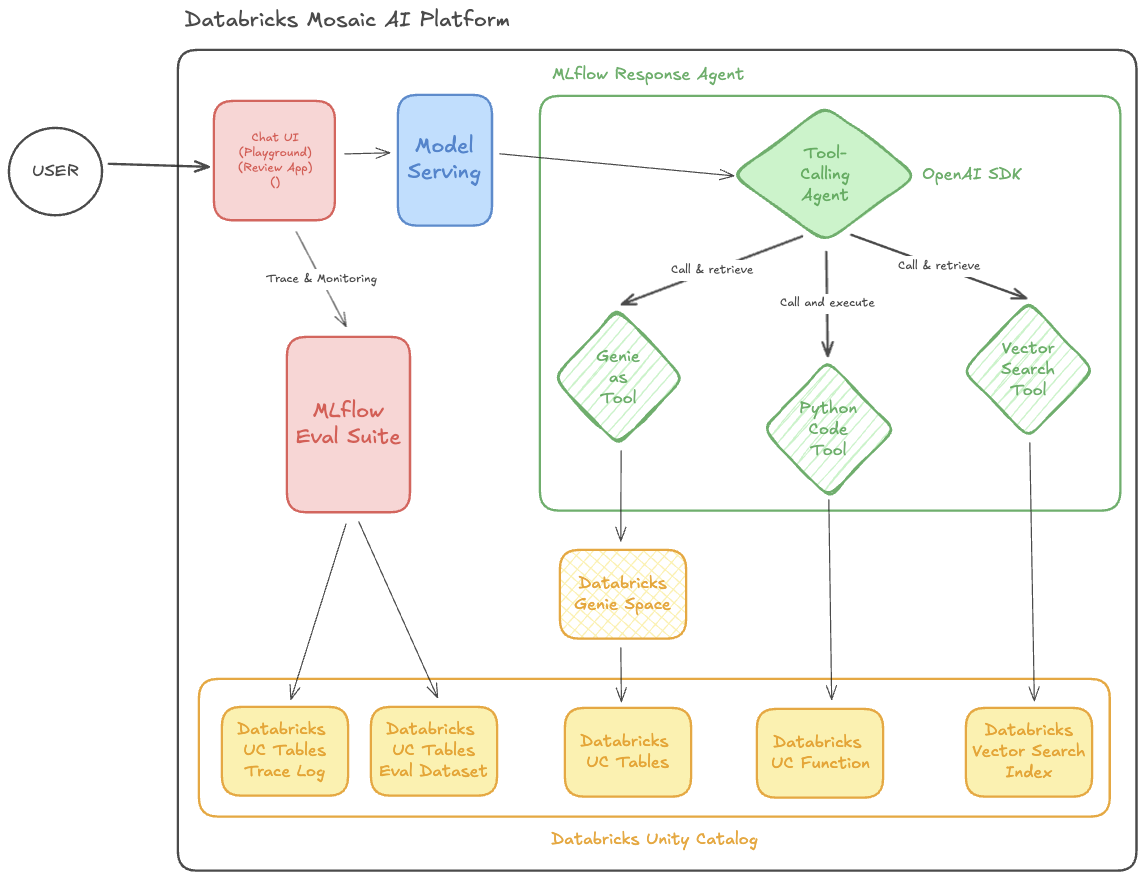 Databricks Mosaic AI Platform
MLflow Response Agent
USER
Chat UI
(Playground)
(Review App)
()
Model
Serving
Tool-
Calling
Agent
OpenAI SDK
Trace & Monitoring
Call & retrieve
Call and execute
Call & retrieve
MLflow
Eval Suite
Genie
as
Tool
Python
Code
Tool
Vector
Search
Tool
Databricks
Genie Space
Databricks
UC Tables
Trace Log
Databricks
UC Tables
Eval Dataset
Databricks
UC Tables
Databricks
UC Function
Databricks
Vector Search
Index
Databricks Unity Catalog